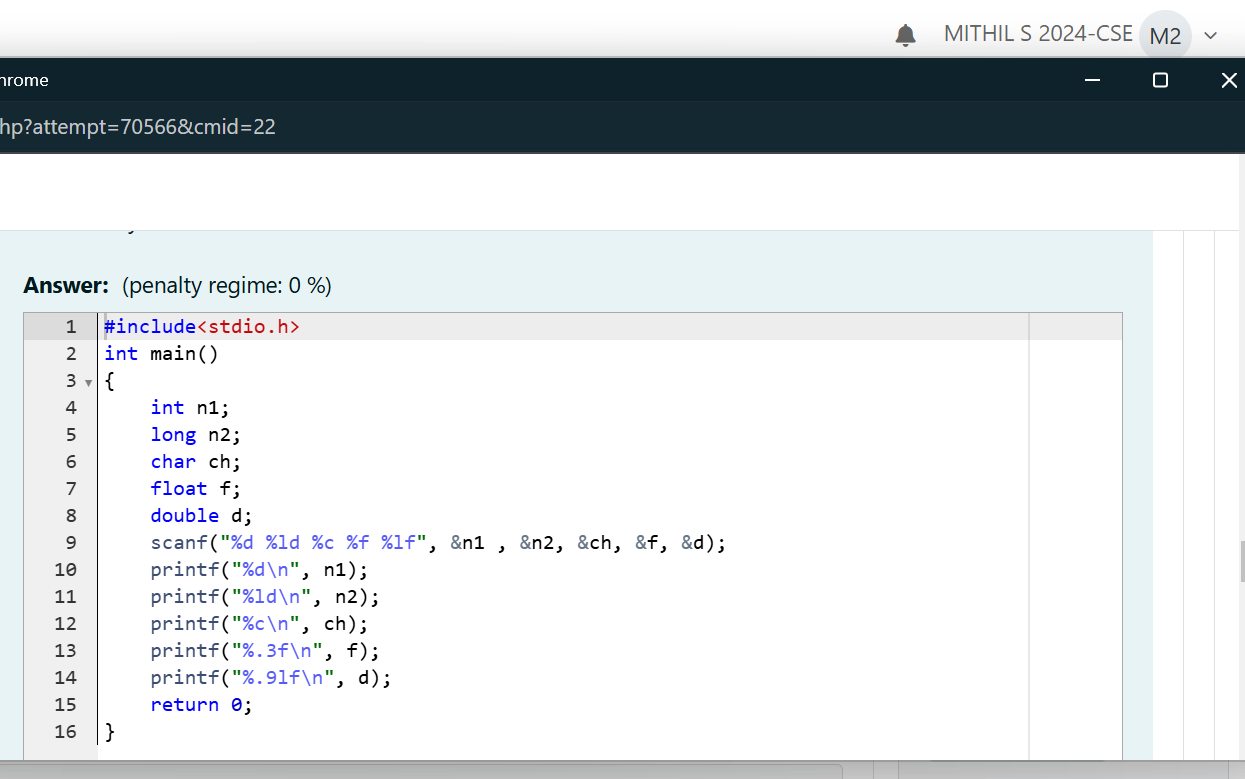 MITHIL S 2024-CSE M2
hrome
hp?attempt=70566&cmid=22
Answer: (penalty regime: 0 %)
1 #include<stdio.h>
2 int main()
3 {
4 int n1;
5 long n2;
6 char ch;
7 float f;
8 double d;
9 scanf("%d %ld %c %f %lf", &n1 , &n2, &ch, &f, &d);
10 printf("%d\n", n1);
11 printf("%ld\n", n2);
12 printf("%c\n", ch);
13 printf("%.3f\n", f);
14 printf("%.9lf\n", d);
15 return 0;
16 }